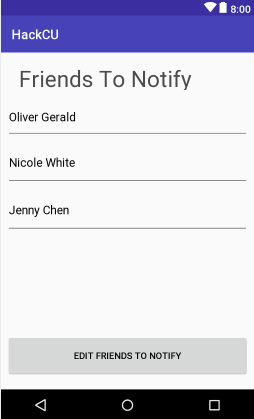 8:00
HackCU
Friends To Notify
Oliver Gerald
Nicole White
Jenny Chen
EDIT FRIENDS TO NOTIFY